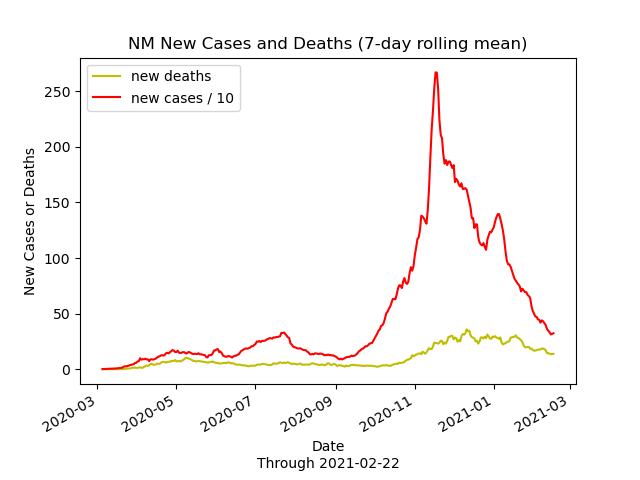 NM New Cases and Deaths (7-day rolling mean)
new deaths
new cases / 10
New Cases or Deaths
250
200
150
100
50
0
2020-03
2020-05
2020-07
2020-09
2020-11
2021-01
2021-03
Date
Through 2021-02-22